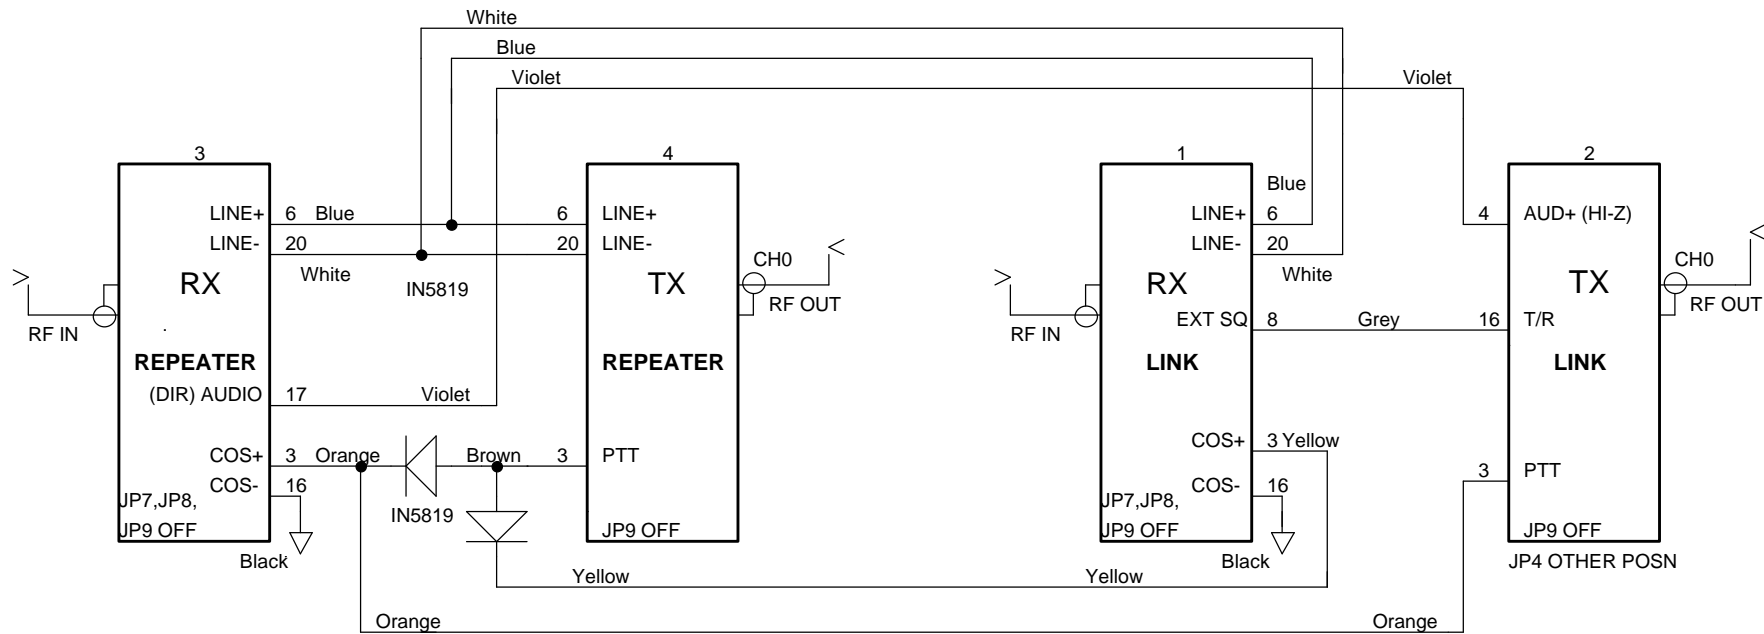 White
Blue
Violet Violet
3 4 1 2
Blue
LINE+ 6 Blue 6 LINE+ LINE+ 6 4 AUD+ (HI-Z)
LINE- 20 20 LINE- LINE- 20
White White
CH0 CH0
RX IN5819 TX RX TX
RF OUT RF OUT
RF IN RF IN
EXT SQ 8 Grey 16 T/R
REPEATER REPEATER LINK LINK
(DIR) AUDIO 17 Violet
COS+ 3 Orange Brown 3 PTT COS+ 3 Yellow 3 PTT
COS- 16 COS- 16
JP7,JP8, IN5819 JP7,JP8,
JP9 OFF JP9 OFF JP9 OFF JP9 OFF
Black Black JP4 OTHER POSN
Yellow Yellow
Orange Orange